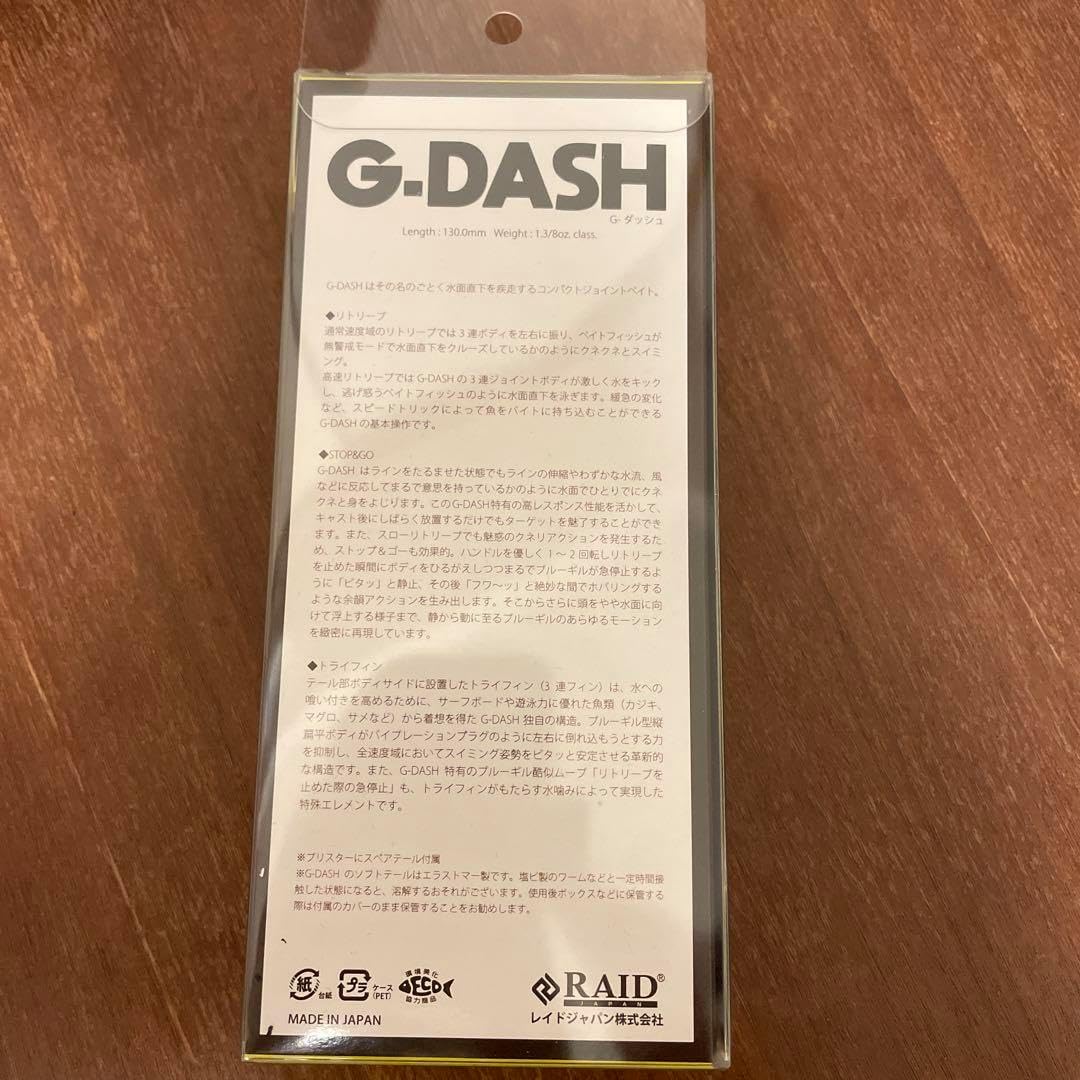 G-DASH
G- ダッシュ
Length : 130.0mm Weight : 1.3/8oz. class.
G-DASH はその名のごとく水面直下を疾走するコンパクトジョイントベイト。
◆リトリーブ
通常速度域のリトリーブでは３連ボディを左右に振り、ベイトフィッシュが
無警戒モードで水面直下をクルーズしているかのようにクネクネとスイミ
ング。
高速リトリーブでは G-DASH の３連ジョイントボディが激しく水をキック
し、逃げ惑うベイトフィッシュのように水面直下を泳ぎます。緩急の変化
など、スピードトリックによって魚をバイトに持ち込むことができる
G-DASH の基本操作です。
◆STOP&GO
G-DASH はラインをたるませた状態でもラインの伸縮やわずかな水流、風
などに反応してまるで意思を持っているかのように水面でひとりでにクネ
クネと身をよじります。この G-DASH 特有の高レスポンス性能を活かして、
キャスト後にしばらく放置するだけでもターゲットを魅了することができ
ます。また、スローリトリーブでも魅惑のクネリアクションを発生するた
め、ストップ＆ゴーも効果的。ハンドルを優しく１～２回転しリトリーブ
を止めた瞬間にボディをひるがえしつつまるでブルーギルが急停止するよ
うに「ピタッ」と静止、その後「フワ～ッ」と絶妙な間でホバリングする
ような余韻アクションを生み出します。そこからさらに頭をやや水面に向
けて浮上する様子まで、静から動に至るブルーギルのあらゆるモーション
を緻密に再現しています。
◆トライフィン
テール部ボディサイドに設置したトライフィン（3 連フィン）は、水への
喰い付きを高めるために、サーフボードや遊泳力に優れた魚類（カジキ、
マグロ、サメなど）から着想を得た G-DASH 独自の構造。ブルーギル型縦
扁平ボディがバイブレーションプラグのように左右に倒れ込もうとする力
を抑制し、全速度域においてスイミング姿勢をピタッと安定させる革新的
な構造です。また、G-DASH 特有のブルーギル酷似ムーブ「リトリーブを
止めた際の急停止」も、トライフィンがもたらす水噛みによって実現した
特殊エレメントです。
※ブリスターにスペアテール付属
※G-DASH のソフトテールはエラストマー製です。塩ビ製のワームなどと一定時間接
触した状態になると、溶解するおそれがございます。使用後ボックスなどに保管する
際は付属のカバーのまま保管することをお勧めします。
紙 台紙 プラ ケース (PET) 環境美化 ECO 協力商品
RAID®
JAPAN
MADE IN JAPAN レイドジャパン株式会社